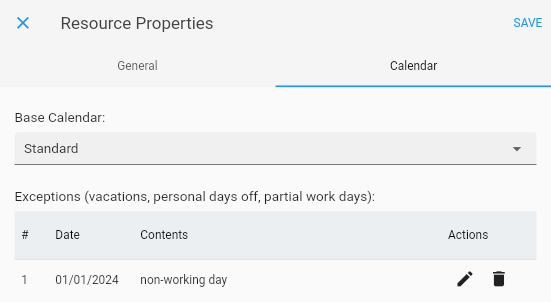 Resource Properties SAVE
General Calendar
Base Calendar:
Standard
Exceptions (vacations, personal days off, partial work days):
# Date Contents Actions
1 01/01/2024 non-working day